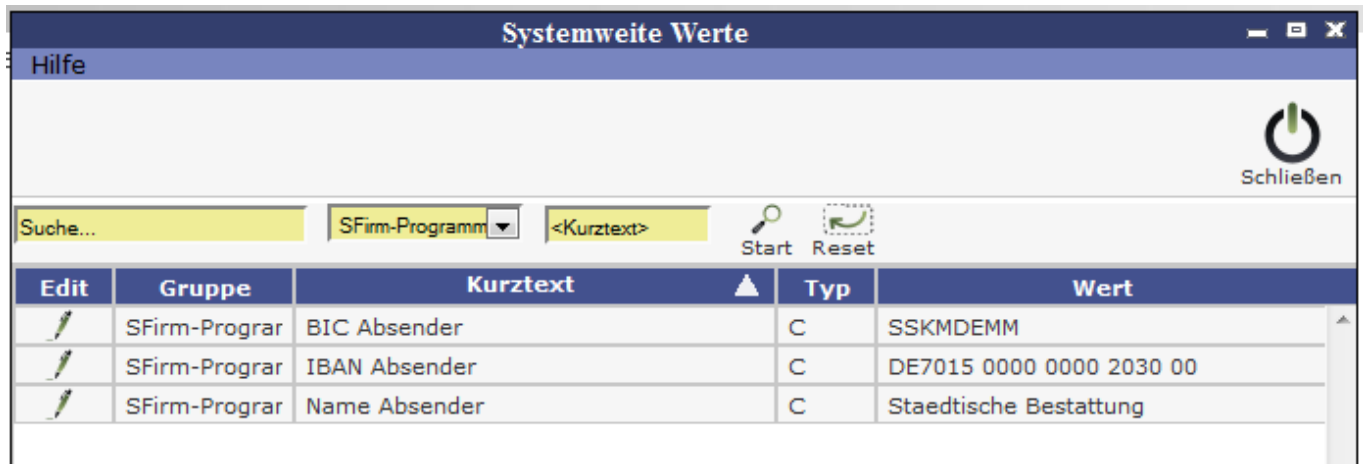 Systemweite Werte
Hilfe
Schließen
Suche... SFirm-Programm <Kurztext> Start Reset
Edit Gruppe Kurztext Typ Wert
SFirm-Prograr BIC Absender C SSKMDEMM
SFirm-Prograr IBAN Absender C DE7015 0000 0000 2030 00
SFirm-Prograr Name Absender C Staedtische Bestattung